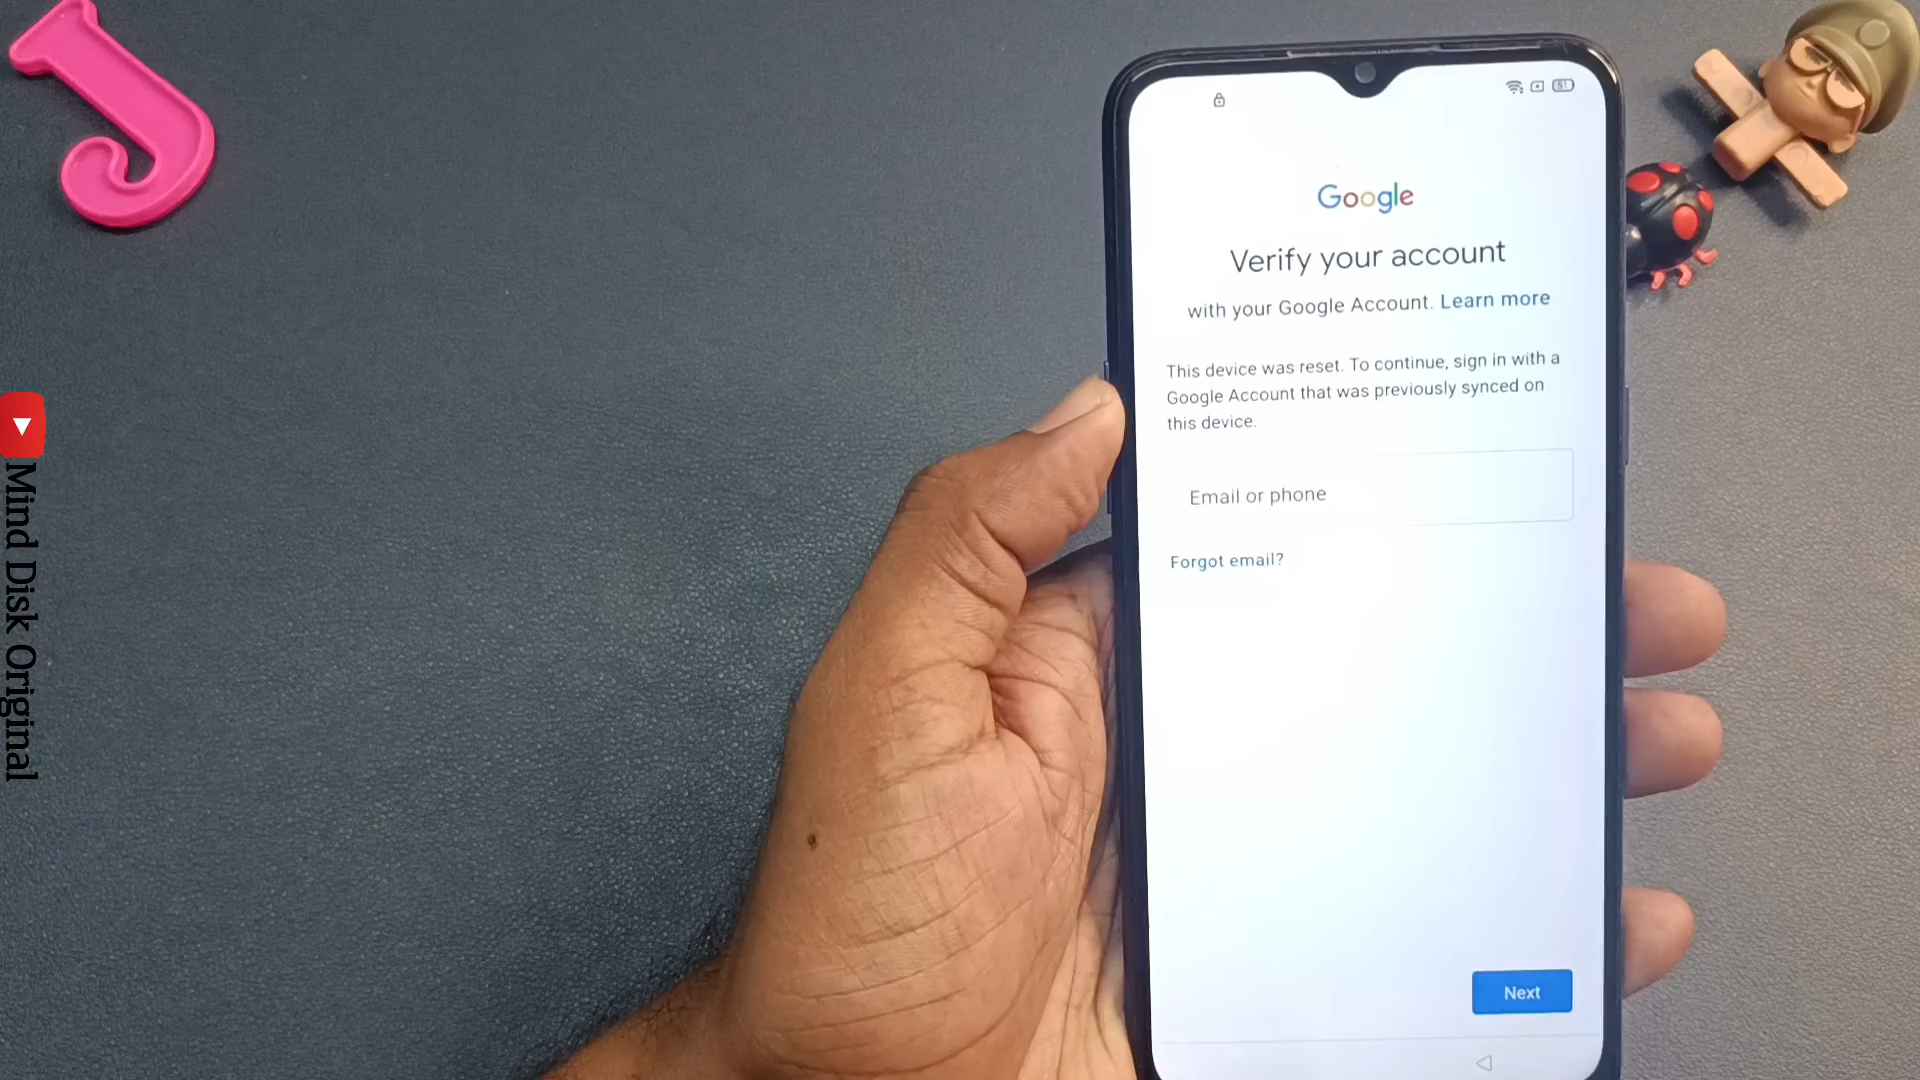 Mind Disk Original
51
Google
Verify your account
with your Google Account. Learn more
This device was reset. To continue, sign in with a
Google Account that was previously synced on
this device.
Email or phone
Forgot email?
Next